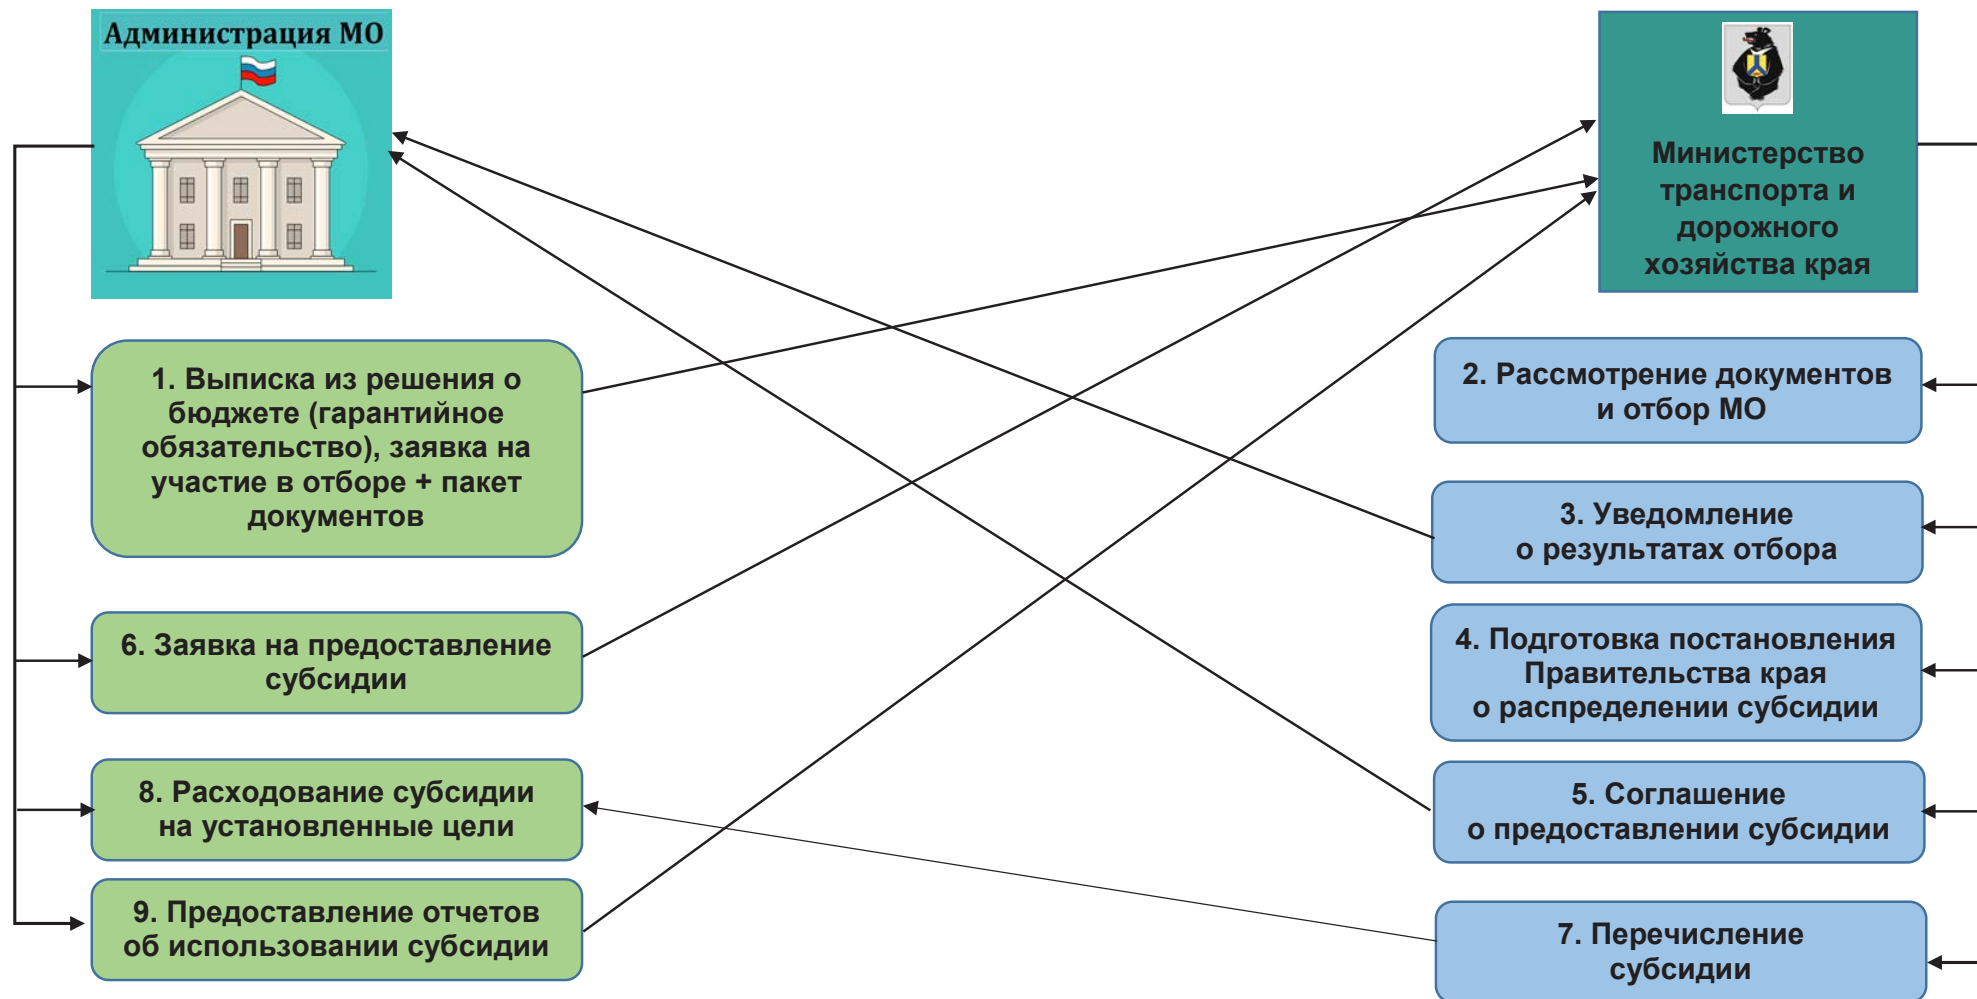 Администрация МО
Министерство
транспорта и
дорожного
хозяйства края
1. Выписка из решения о
бюджете (гарантийное
обязательство), заявка на
участие в отборе + пакет
документов
2. Рассмотрение документов
и отбор МО
3. Уведомление
о результатах отбора
6. Заявка на предоставление
субсидии
4. Подготовка постановления
Правительства края
о распределении субсидии
8. Расходование субсидии
на установленные цели
5. Соглашение
о предоставлении субсидии
9. Предоставление отчетов
об использовании субсидии
7. Перечисление
субсидии